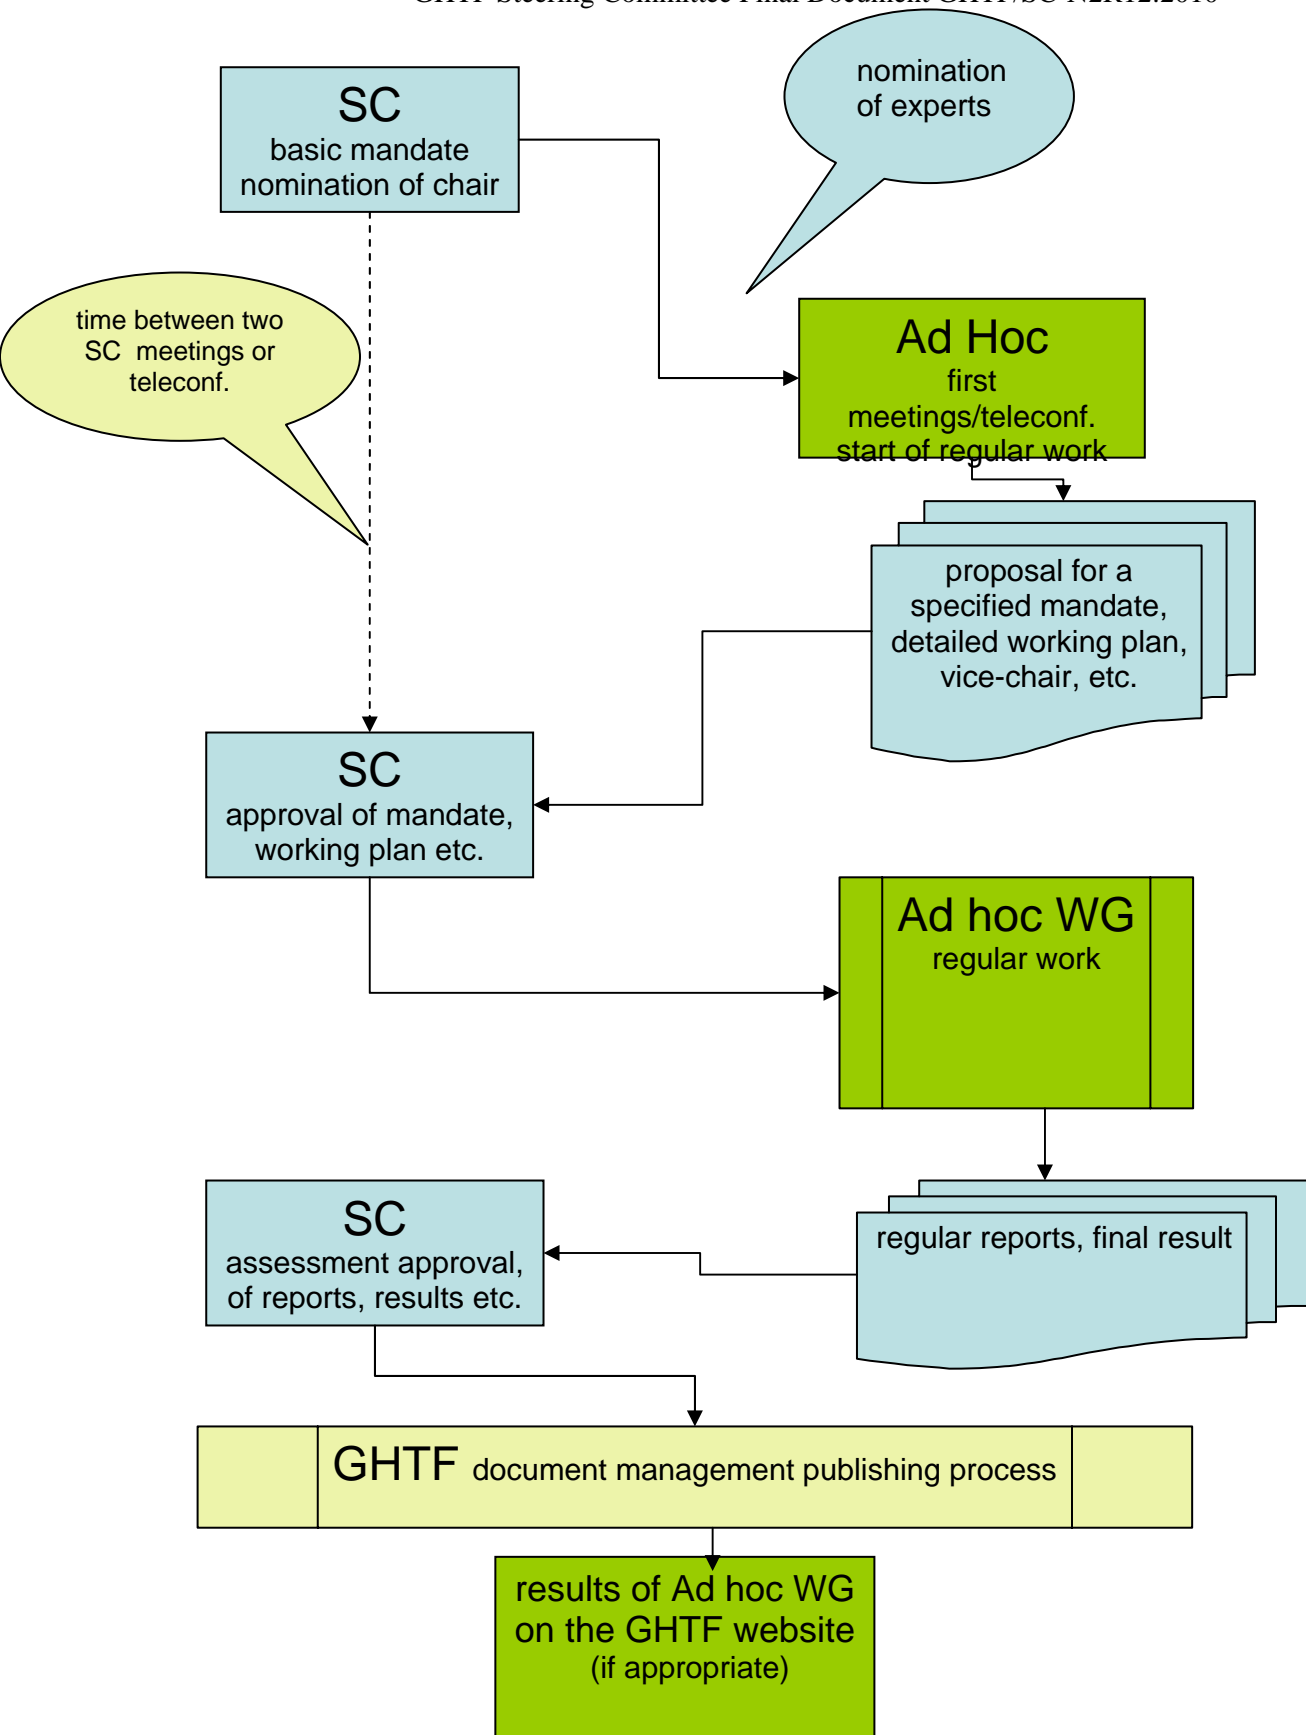 SC
basic mandate
nomination of chair
nomination
of experts
time between two
SC meetings or
teleconf.
Ad Hoc
first
meetings/teleconf.
start of regular work
proposal for a
specified mandate,
detailed working plan,
vice-chair, etc.
SC
approval of mandate,
working plan etc.
Ad hoc WG
regular work
SC
assessment approval,
of reports, results etc.
regular reports, final result
GHTF document management publishing process
results of Ad hoc WG
on the GHTF website
(if appropriate)